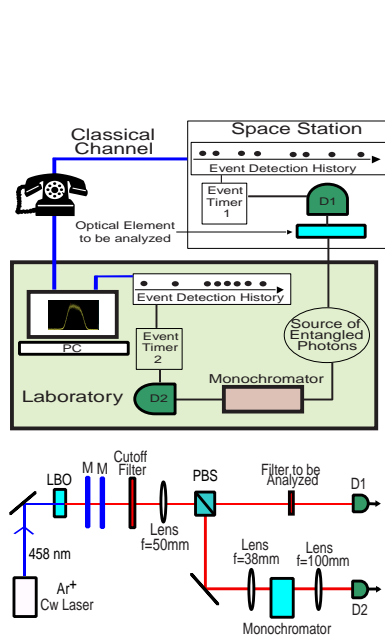 Classical
Channel
Space Station
Event Detection History
Event
Timer
1
D1
Optical Element
to be analyzed
Event Detection History
PC
Event
Timer
2
Source of
Entangled
Photons
Laboratory
D2
Monochromator
LBO
M M
Cutoff
Filter
PBS
Filter to be
Analyzed
D1
Lens
f=50mm
458 nm
Lens
f=38mm
Lens
f=100mm
Ar+
Cw Laser
D2
Monochromator